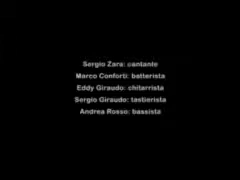 Sergio Zara: cantante
Marco Conforti: batterista
Eddy Giraudo: chitarrista
Sergio Giraudo: tastierista
Andrea Rosso: bassista